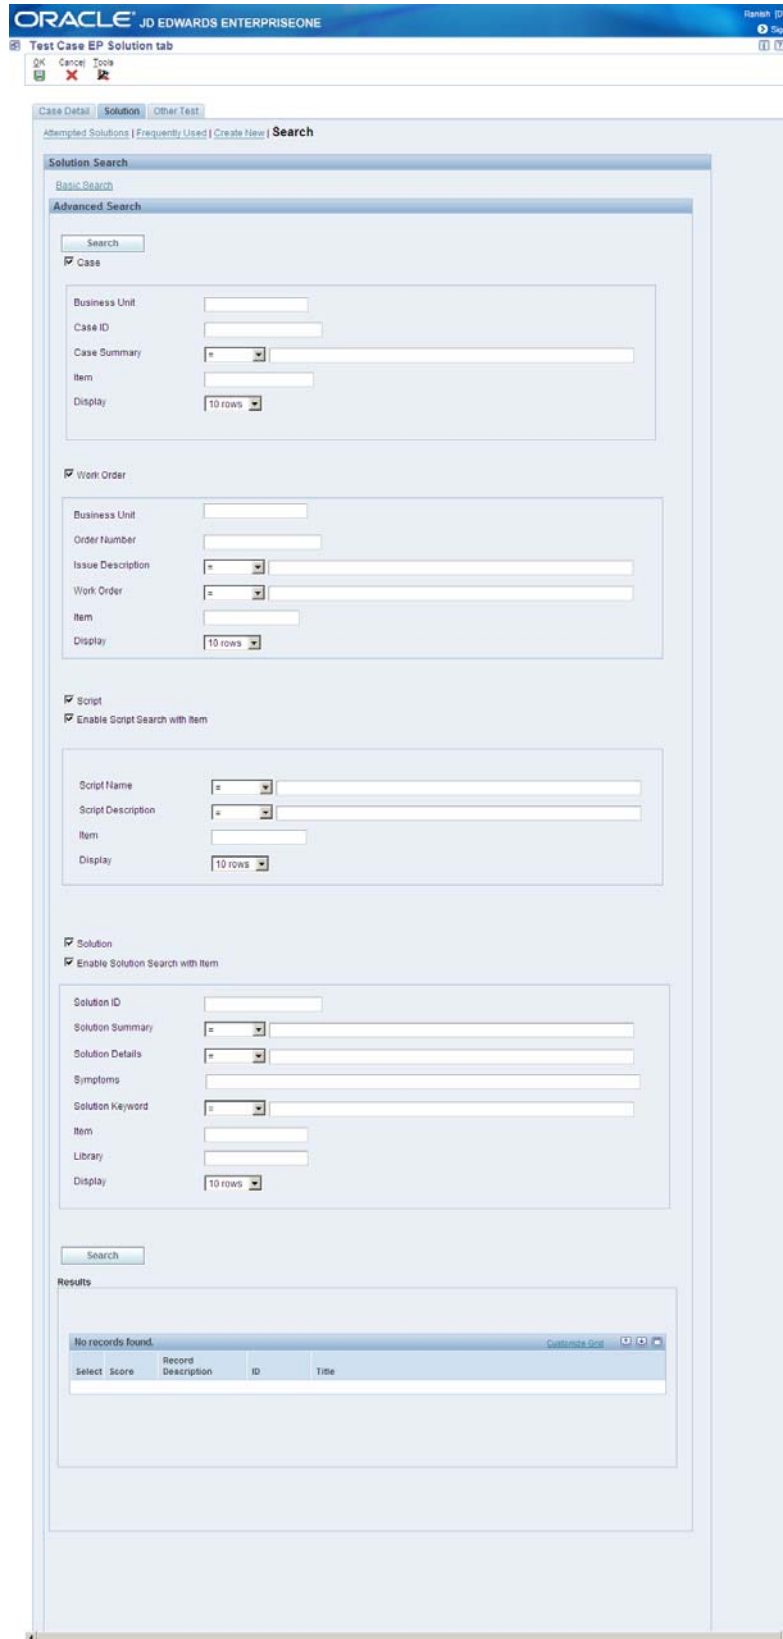 ORACLE® JD EDWARDS ENTERPRISEONE
Ranish [D
Sig
Test Case EP Solution tab
OK Cancel Tools
Case Detail Solution Other Test
Attempted Solutions | Frequently Used | Create New | Search
Solution Search
Basic Search
Advanced Search
Search
Case
Business Unit
Case ID
Case Summary =
Item
Display 10 rows
Work Order
Business Unit
Order Number
Issue Description =
Work Order =
Item
Display 10 rows
Script
Enable Script Search with Item
Script Name =
Script Description =
Item
Display 10 rows
Solution
Enable Solution Search with Item
Solution ID
Solution Summary =
Solution Details =
Symptoms
Solution Keyword =
Item
Library
Display 10 rows
Search
Results
No records found. Customize Grid
Select Score Record Description ID Title